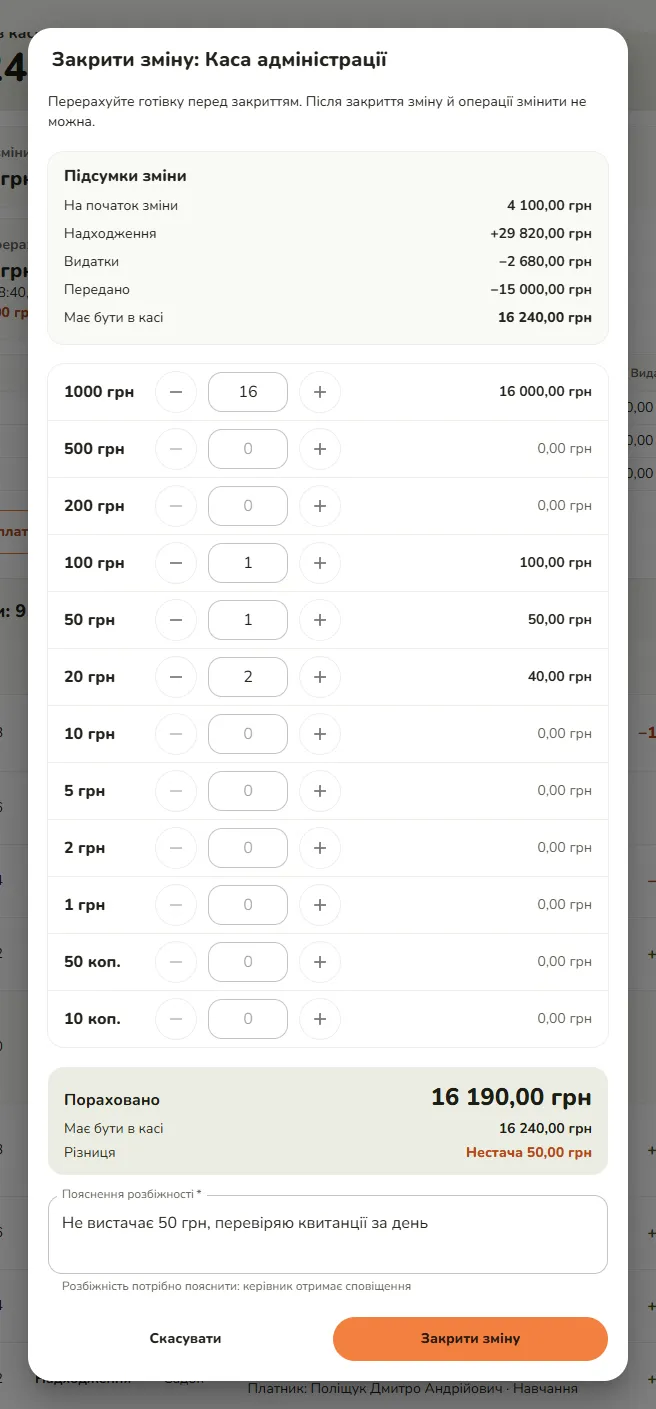 Закрити зміну: Каса адміністрації
Перерахуйте готівку перед закриттям. Після закриття зміну й операції змінити не
можна.
Підсумки зміни
На початок зміни 4 100,00 грн
Надходження +29 820,00 грн
Видатки −2 680,00 грн
Передано −15 000,00 грн
Має бути в касі 16 240,00 грн
1000 грн − 16 + 16 000,00 грн
500 грн − 0 + 0,00 грн
200 грн − 0 + 0,00 грн
100 грн − 1 + 100,00 грн
50 грн − 1 + 50,00 грн
20 грн − 2 + 40,00 грн
10 грн − 0 + 0,00 грн
5 грн − 0 + 0,00 грн
2 грн − 0 + 0,00 грн
1 грн − 0 + 0,00 грн
50 коп. − 0 + 0,00 грн
10 коп. − 0 + 0,00 грн
Пораховано 16 190,00 грн
Має бути в касі 16 240,00 грн
Різниця Нестача 50,00 грн
Пояснення розбіжності *
Не вистачає 50 грн, перевіряю квитанції за день
Розбіжність потрібно пояснити: керівник отримає сповіщення
Скасувати Закрити зміну
Платник: Поліщук Дмитро Андрійович · Навчання